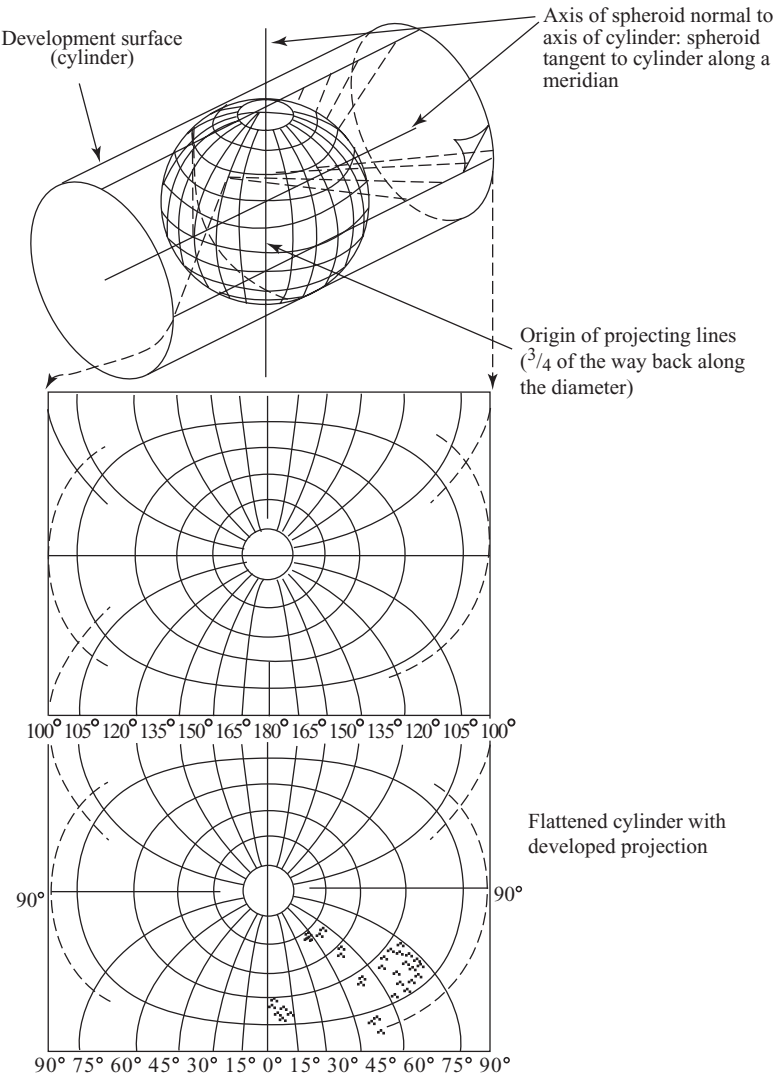 Development surface
(cylinder)
Axis of spheroid normal to
axis of cylinder: spheroid
tangent to cylinder along a
meridian
Origin of projecting lines
(3/4 of the way back along
the diameter)
100° 105° 120° 135° 150° 165° 180° 165° 150° 135° 120° 105° 100°
Flattened cylinder with
developed projection
90° 90°
90° 75° 60° 45° 30° 15° 0° 15° 30° 45° 60° 75° 90°